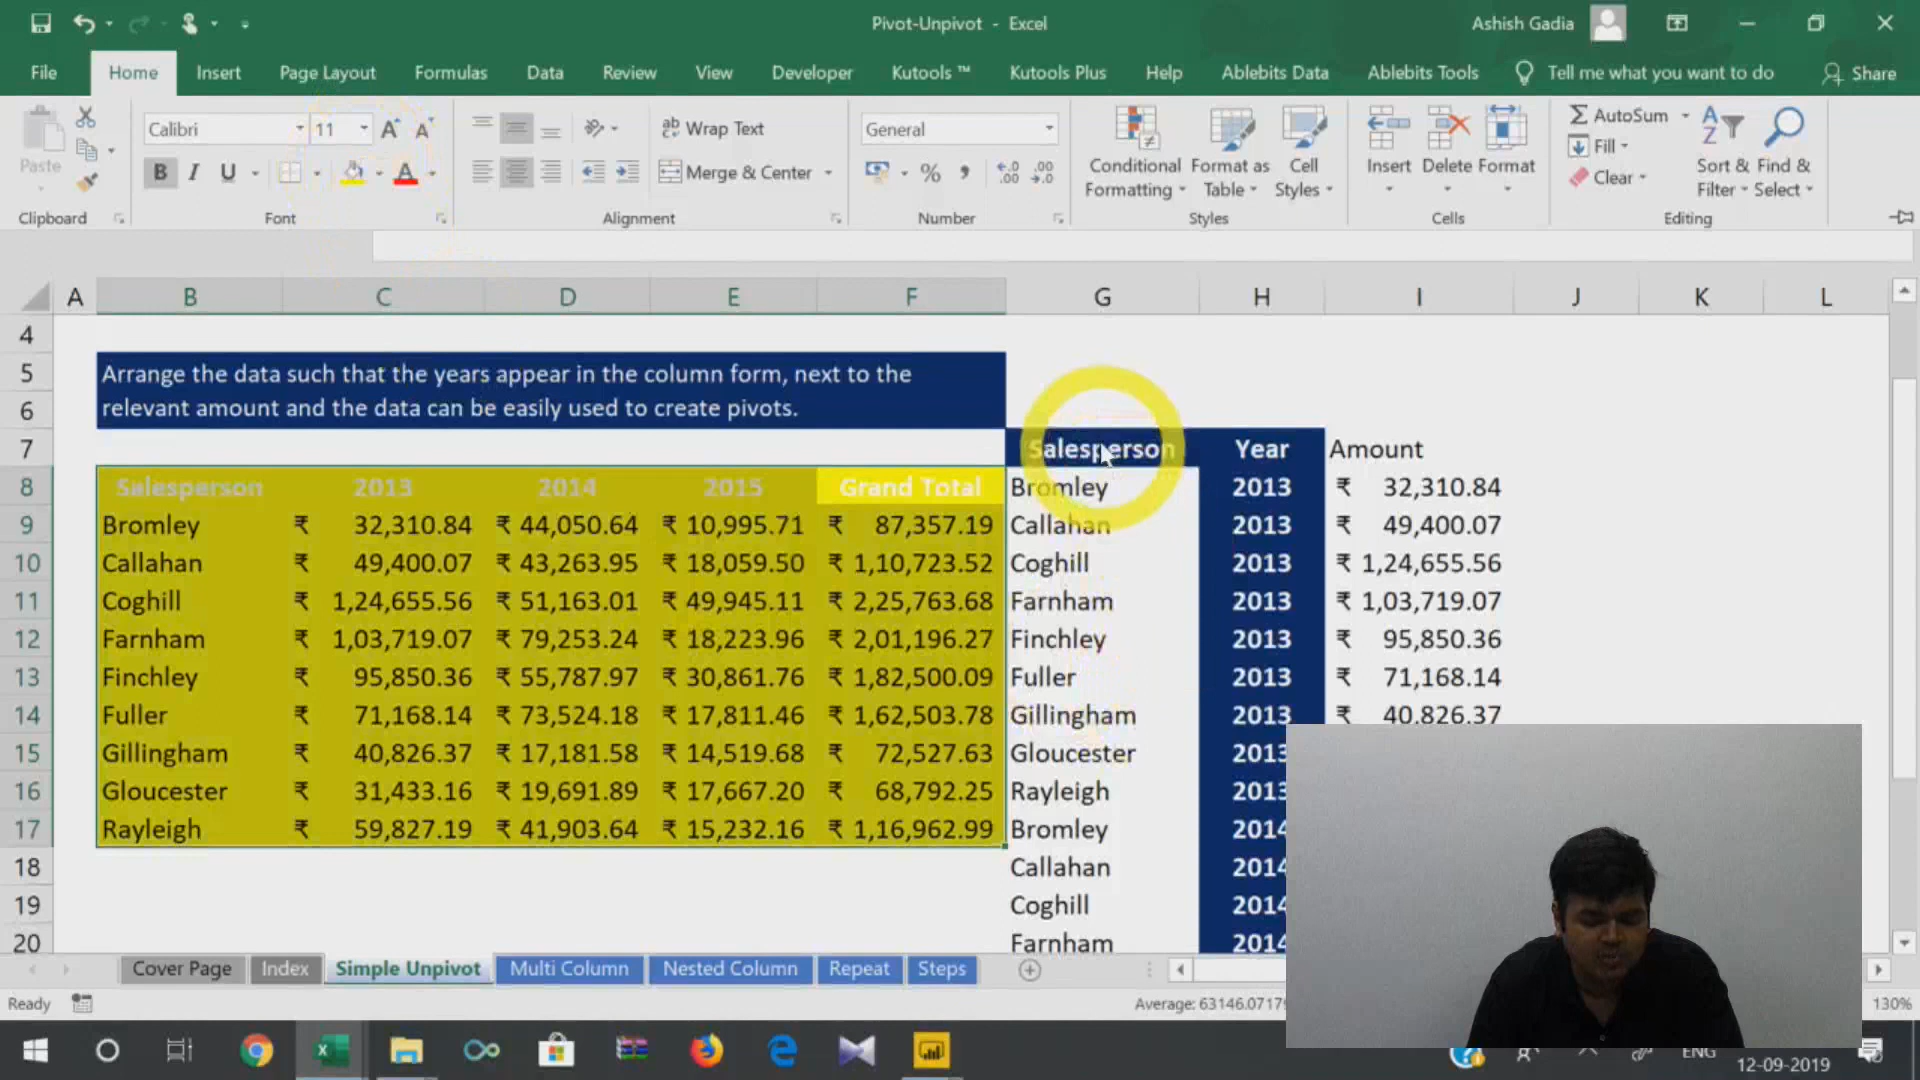 Pivot-Unpivot - Excel
Ashish Gadia
File Home Insert Page Layout Formulas Data Review View Developer Kutools ™ Kutools Plus Help Ablebits Data Ablebits Tools Tell me what you want to do Share
Paste
Clipboard
Calibri 11
B I U
Font
Wrap Text
Merge & Center
Alignment
General
Number
Conditional Formatting
Format as Table
Cell Styles
Styles
Insert Delete Format
Cells
AutoSum
Fill
Clear
Sort & Filter
Find & Select
Editing
A B C D E F G H I J K L
4
5 Arrange the data such that the years appear in the column form, next to the
6 relevant amount and the data can be easily used to create pivots.
7 Salesperson Year Amount
8 Salesperson 2013 2014 2015 Grand Total Bromley 2013 ₹ 32,310.84
9 Bromley ₹ 32,310.84 ₹ 44,050.64 ₹ 10,995.71 ₹ 87,357.19 Callahan 2013 ₹ 49,400.07
10 Callahan ₹ 49,400.07 ₹ 43,263.95 ₹ 18,059.50 ₹ 1,10,723.52 Coghill 2013 ₹ 1,24,655.56
11 Coghill ₹ 1,24,655.56 ₹ 51,163.01 ₹ 49,945.11 ₹ 2,25,763.68 Farnham 2013 ₹ 1,03,719.07
12 Farnham ₹ 1,03,719.07 ₹ 79,253.24 ₹ 18,223.96 ₹ 2,01,196.27 Finchley 2013 ₹ 95,850.36
13 Finchley ₹ 95,850.36 ₹ 55,787.97 ₹ 30,861.76 ₹ 1,82,500.09 Fuller 2013 ₹ 71,168.14
14 Fuller ₹ 71,168.14 ₹ 73,524.18 ₹ 17,811.46 ₹ 1,62,503.78 Gillingham 2013 ₹ 40,826.37
15 Gillingham ₹ 40,826.37 ₹ 17,181.58 ₹ 14,519.68 ₹ 72,527.63 Gloucester 2013
16 Gloucester ₹ 31,433.16 ₹ 19,691.89 ₹ 17,667.20 ₹ 68,792.25 Rayleigh 2013
17 Rayleigh ₹ 59,827.19 ₹ 41,903.64 ₹ 15,232.16 ₹ 1,16,962.99 Bromley 2014
18 Callahan 2014
19 Coghill 2014
20 Farnham 2014
Cover Page Index Simple Unpivot Multi Column Nested Column Repeat Steps
Ready Average: 63146.0717 130%
ENG
12-09-2019